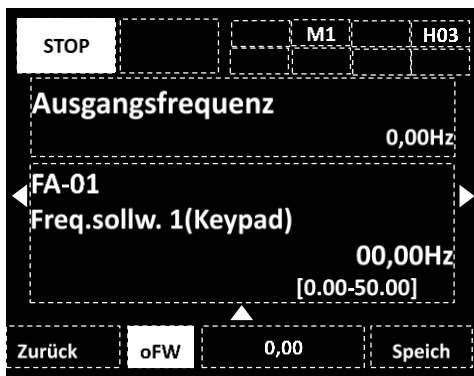 STOP M1 H03
Ausgangsfrequenz
0,00Hz
FA-01
Freq.sollw. 1(Keypad)
00,00Hz
[0.00-50.00]
Zurück oFW 0,00 Speich